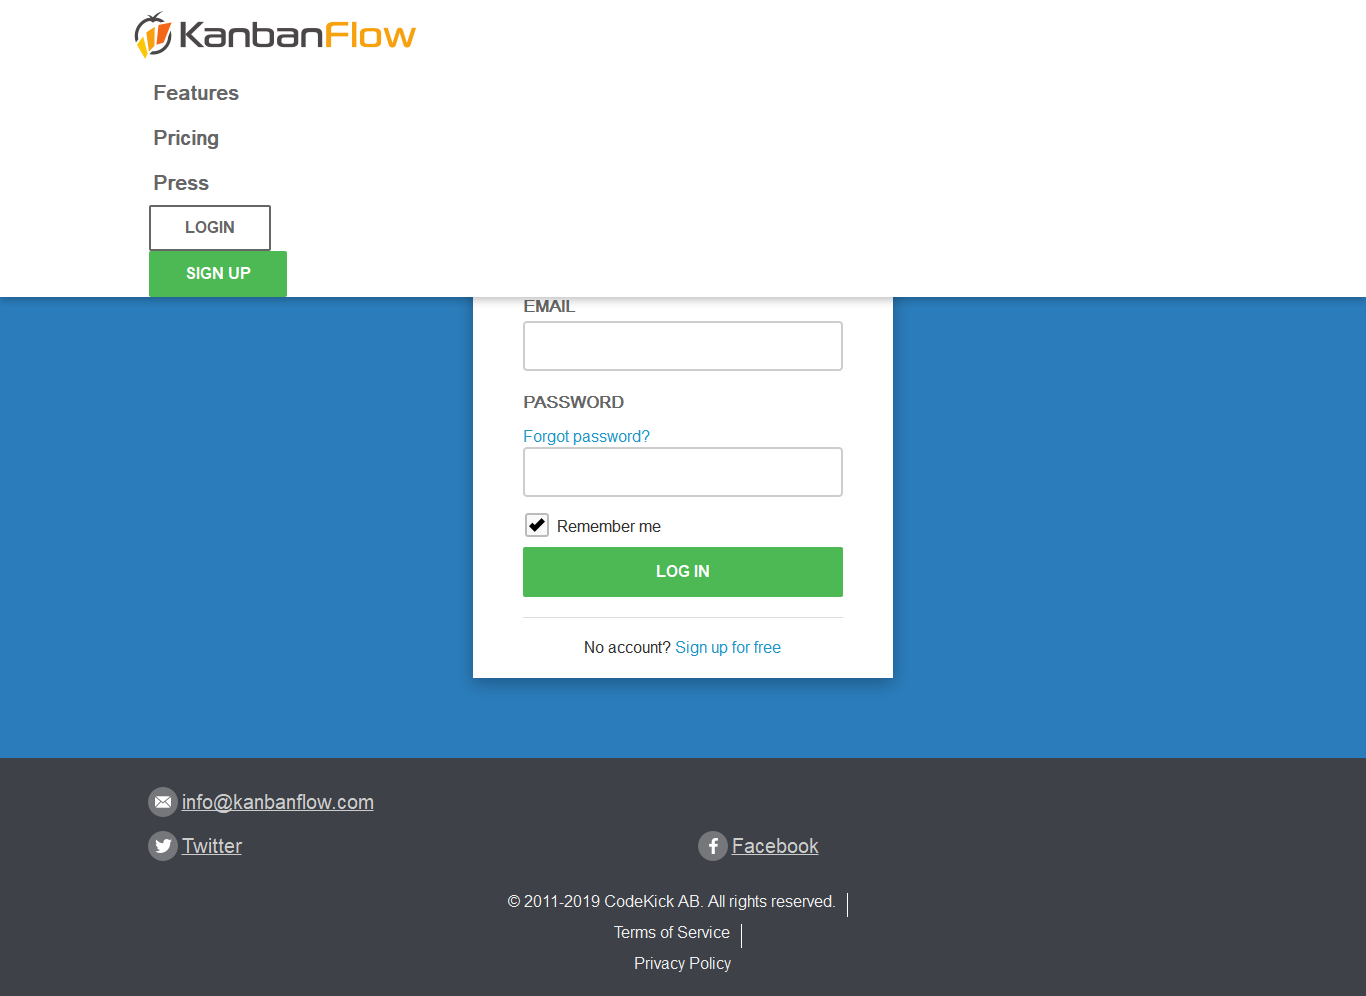 KanbanFlow
Features
Pricing
Press
LOGIN
SIGN UP
EMAIL
PASSWORD
Forgot password?
Remember me
LOG IN
No account? Sign up for free
info@kanbanflow.com
Twitter
Facebook
© 2011-2019 CodeKick AB. All rights reserved.
Terms of Service
Privacy Policy